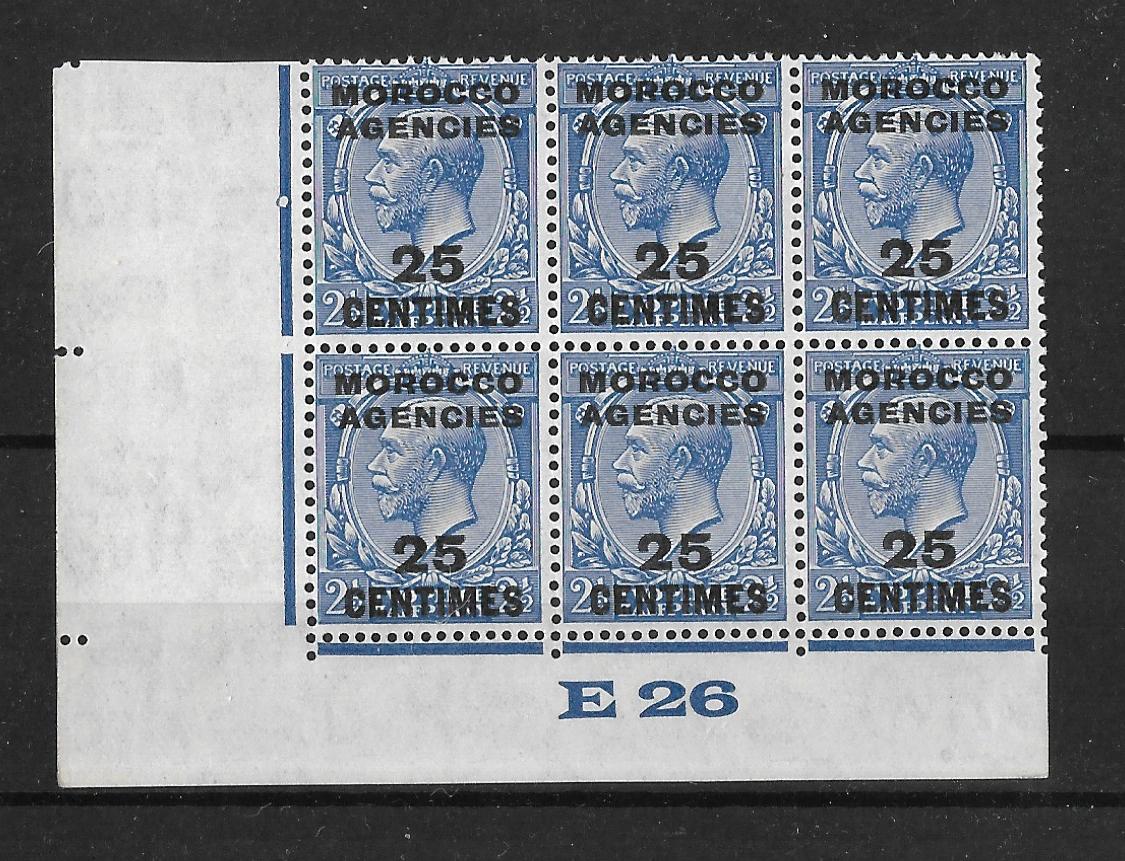 POSTAGE REVENUE POSTAGE REVENUE POSTAGE REVENUE
MOROCCO MOROCCO MOROCCO
AGENCIES AGENCIES AGENCIES
25 25 25
CENTIMES CENTIMES CENTIMES
POSTAGE REVENUE POSTAGE REVENUE POSTAGE REVENUE
MOROCCO MOROCCO MOROCCO
AGENCIES AGENCIES AGENCIES
25 25 25
CENTIMES CENTIMES CENTIMES
E 26